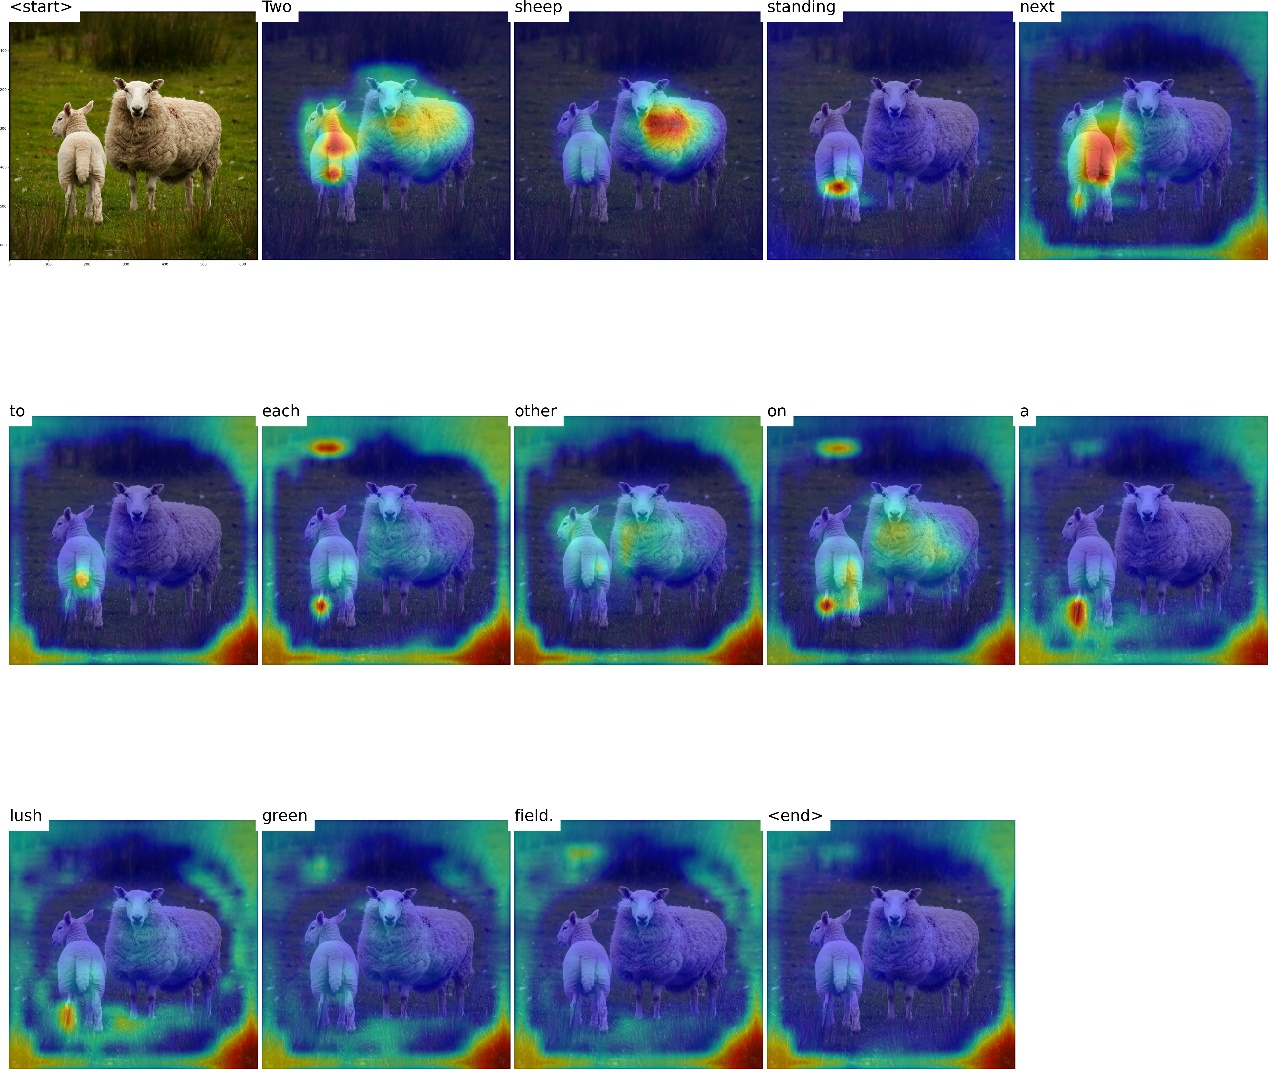 <start> Two sheep standing next
to each other on a
lush green field. <end>